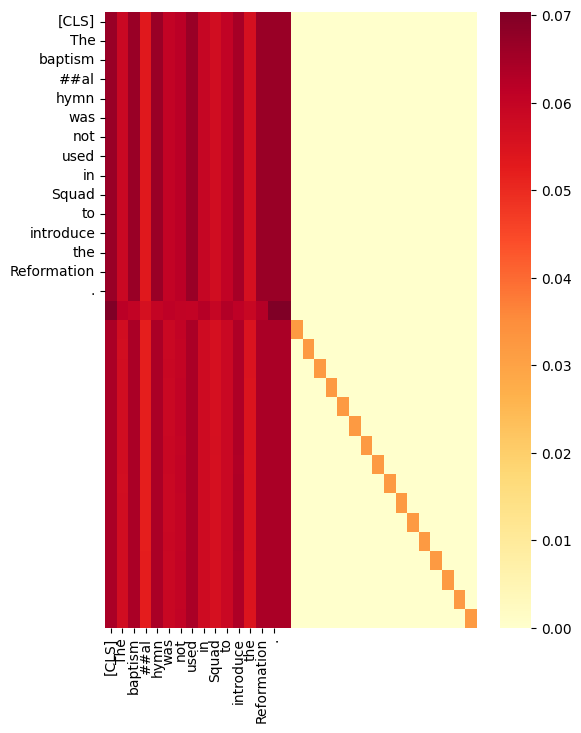 [CLS]
The
baptism
##al
hymn
was
not
used
in
Squad
to
introduce
the
Reformation
.
0.07
0.06
0.05
0.04
0.03
0.02
0.01
0.00
[CLS]
The
baptism
##al
hymn
was
not
used
in
Squad
to
introduce
the
Reformation
.